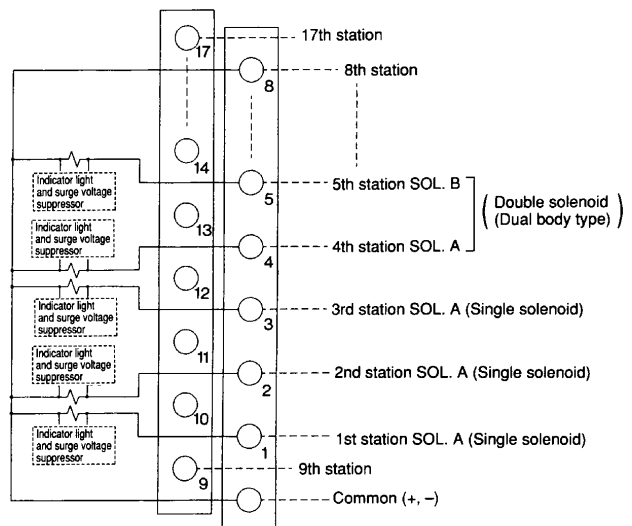 17
17th station
8
8th station
14
Indicator light
and surge voltage
suppressor
5
5th station SOL. B
Double solenoid
(Dual body type)
13
Indicator light
and surge voltage
suppressor
4
4th station SOL. A
12
Indicator light
and surge voltage
suppressor
3
3rd station SOL. A (Single solenoid)
11
Indicator light
and surge voltage
suppressor
2
2nd station SOL. A (Single solenoid)
10
Indicator light
and surge voltage
suppressor
1
1st station SOL. A (Single solenoid)
9
9th station
Common (+, –)